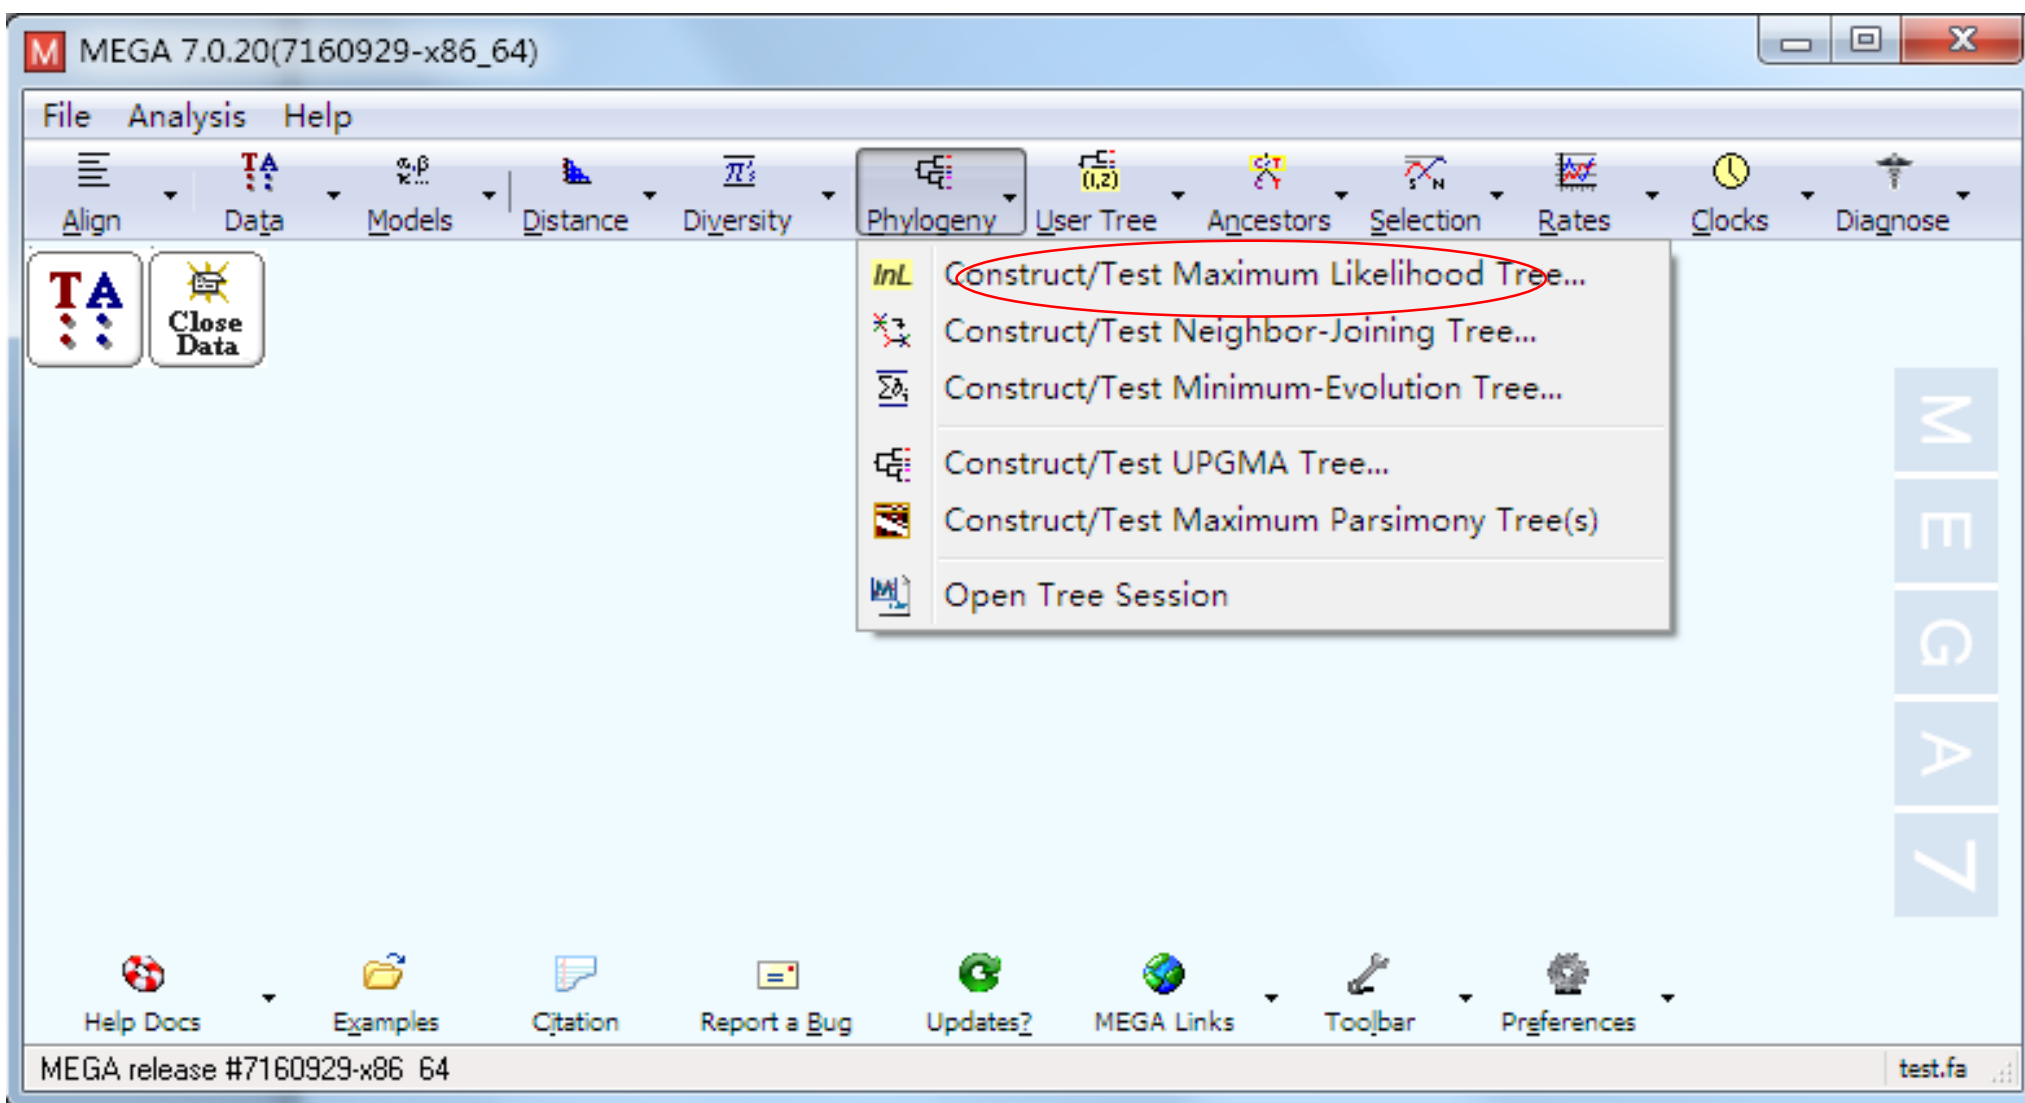 M MEGA 7.0.20(7160929-x86_64)
File Analysis Help
Align Data Models Distance Diversity Phylogeny User Tree Ancestors Selection Rates Clocks Diagnose
TA Close Data
lnL Construct/Test Maximum Likelihood Tree...
Construct/Test Neighbor-Joining Tree...
Construct/Test Minimum-Evolution Tree...
Construct/Test UPGMA Tree...
Construct/Test Maximum Parsimony Tree(s)
Open Tree Session
MEGA7
Help Docs Examples Citation Report a Bug Updates? MEGA Links Toolbar Preferences
MEGA release #7160929-x86 64 test.fa